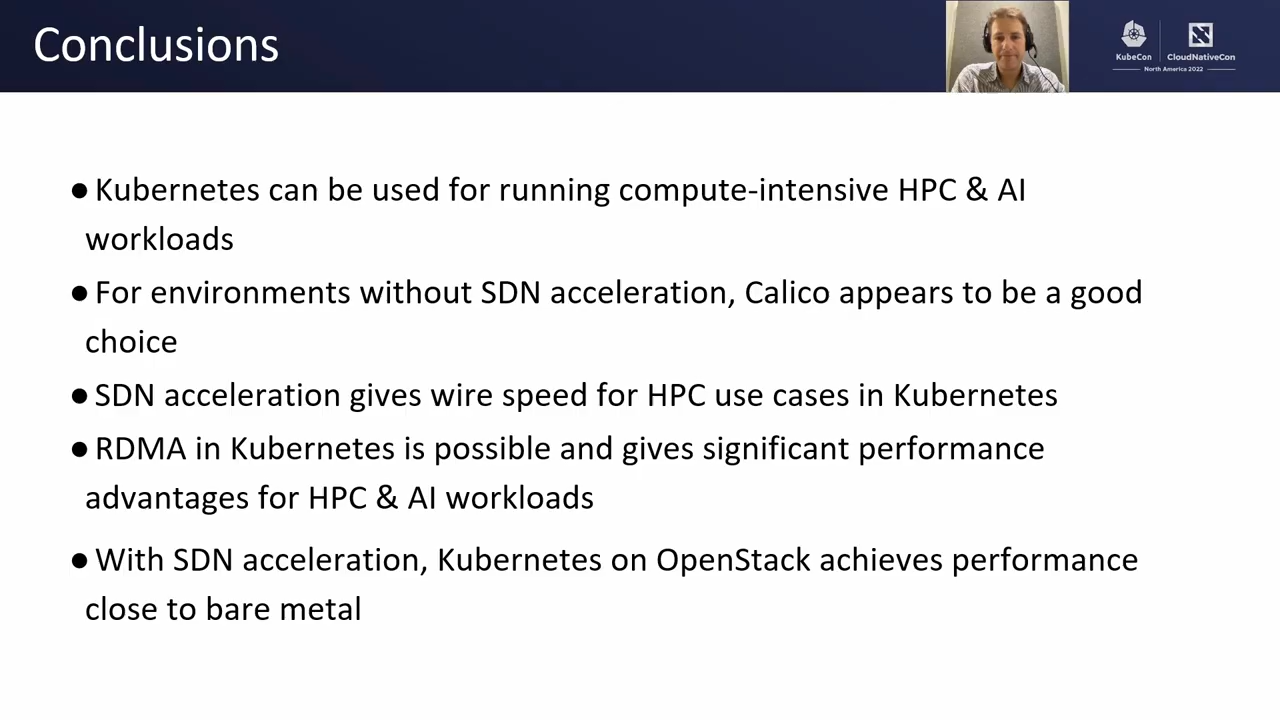 Conclusions
KubeCon
CloudNativeCon
North America 2022
● Kubernetes can be used for running compute-intensive HPC & AI
workloads
● For environments without SDN acceleration, Calico appears to be a good
choice
● SDN acceleration gives wire speed for HPC use cases in Kubernetes
● RDMA in Kubernetes is possible and gives significant performance
advantages for HPC & AI workloads
● With SDN acceleration, Kubernetes on OpenStack achieves performance
close to bare metal